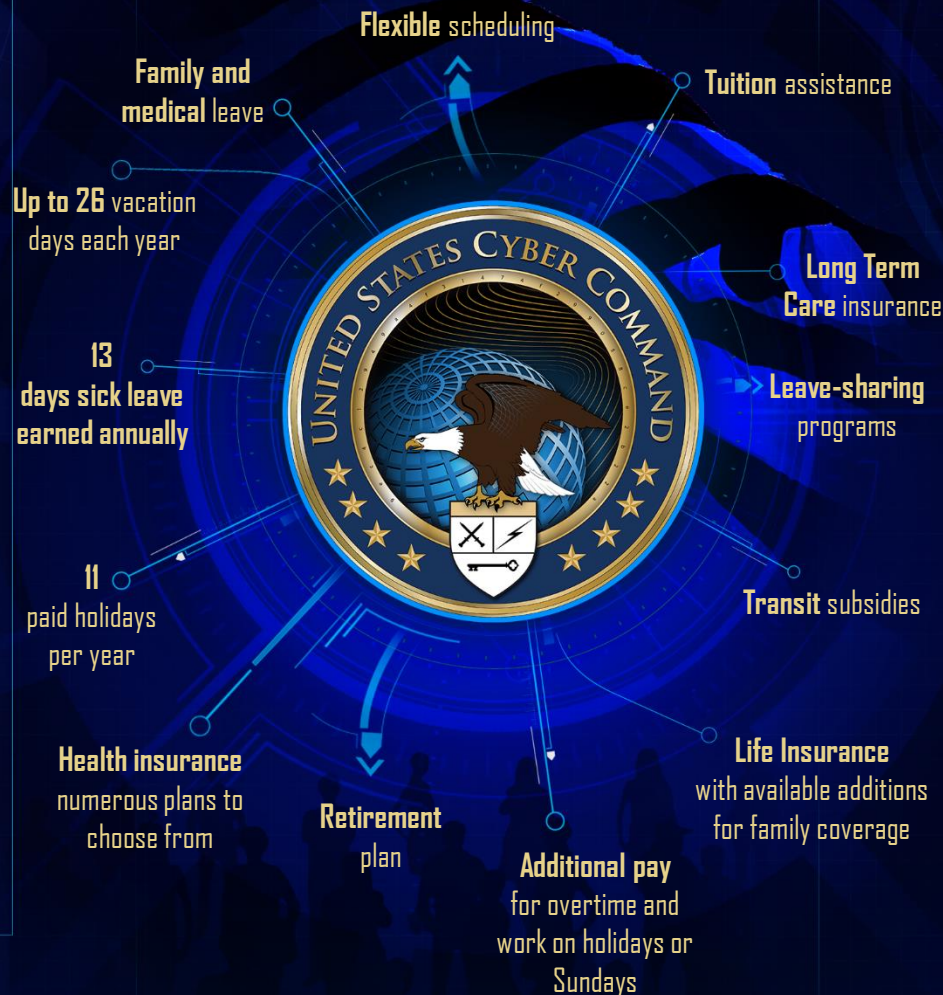 Flexible scheduling
Family and
medical leave
Tuition assistance
Up to 26 vacation
days each year
UNITED STATES CYBER COMMAND
Long Term
Care insurance
13
days sick leave
earned annually
Leave-sharing
programs
11
paid holidays
per year
Transit subsidies
Health insurance
numerous plans to
choose from
Retirement
plan
Life Insurance
with available additions
for family coverage
Additional pay
for overtime and
work on holidays or
Sundays